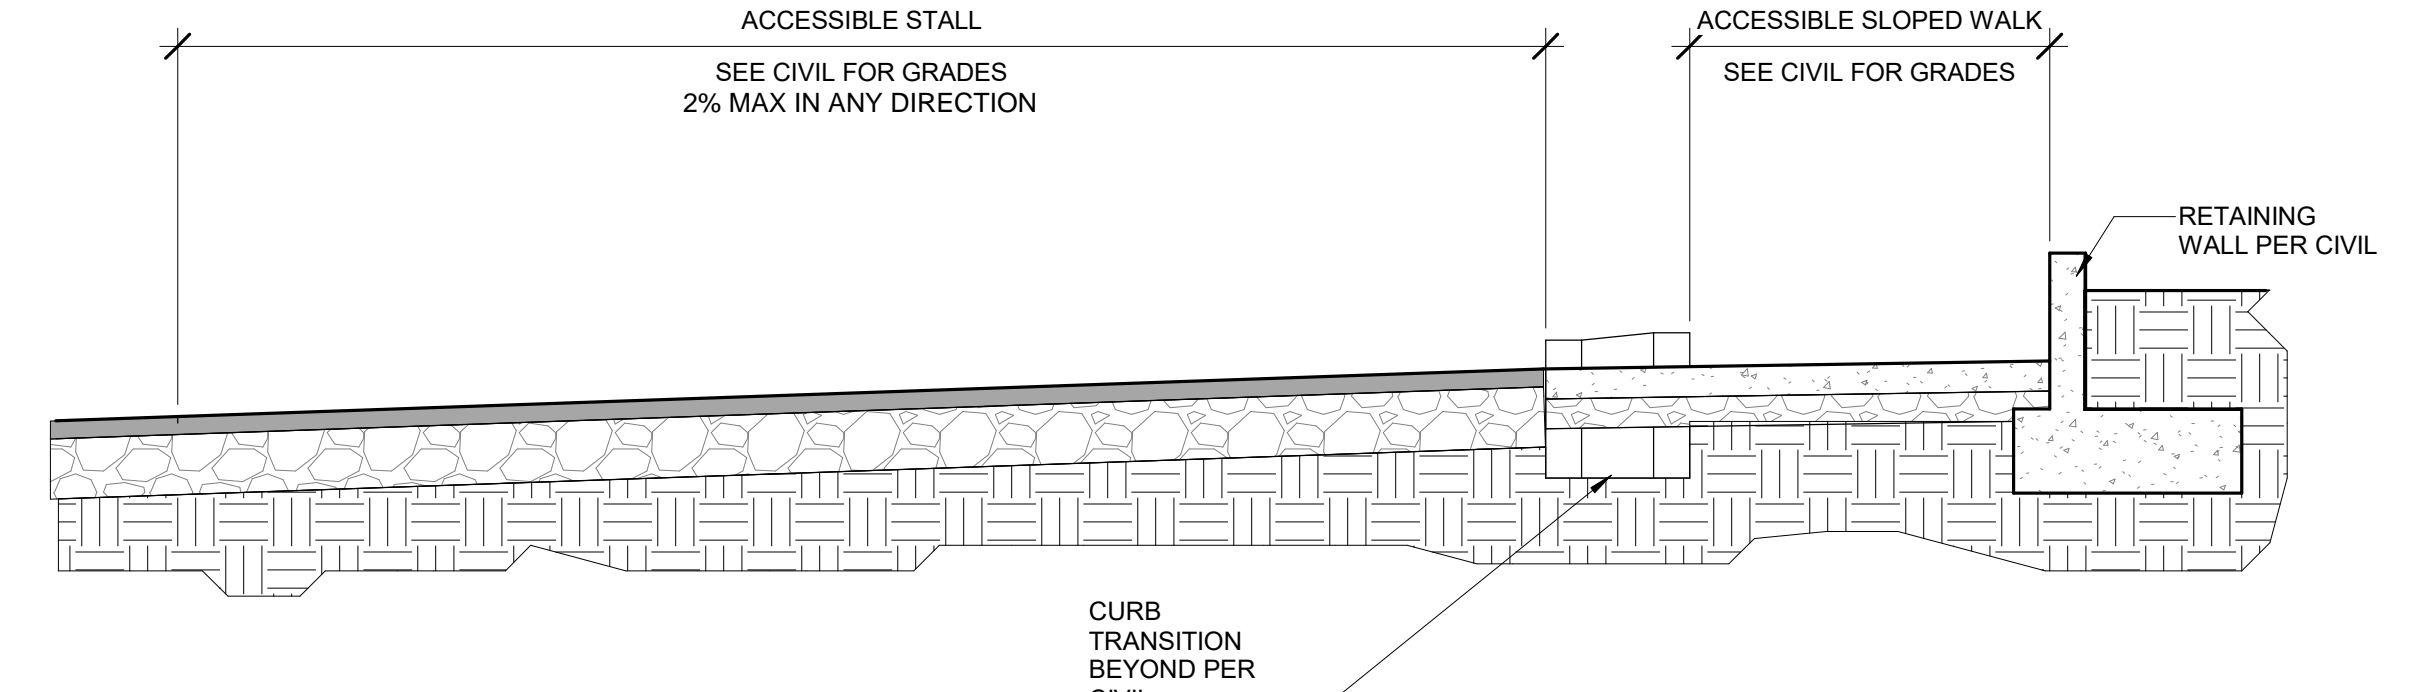 ACCESSIBLE STALL
SEE CIVIL FOR GRADES
2% MAX IN ANY DIRECTION
ACCESSIBLE SLOPED WALK
SEE CIVIL FOR GRADES
RETAINING
WALL PER CIVIL
CURB
TRANSITION
BEYOND PER